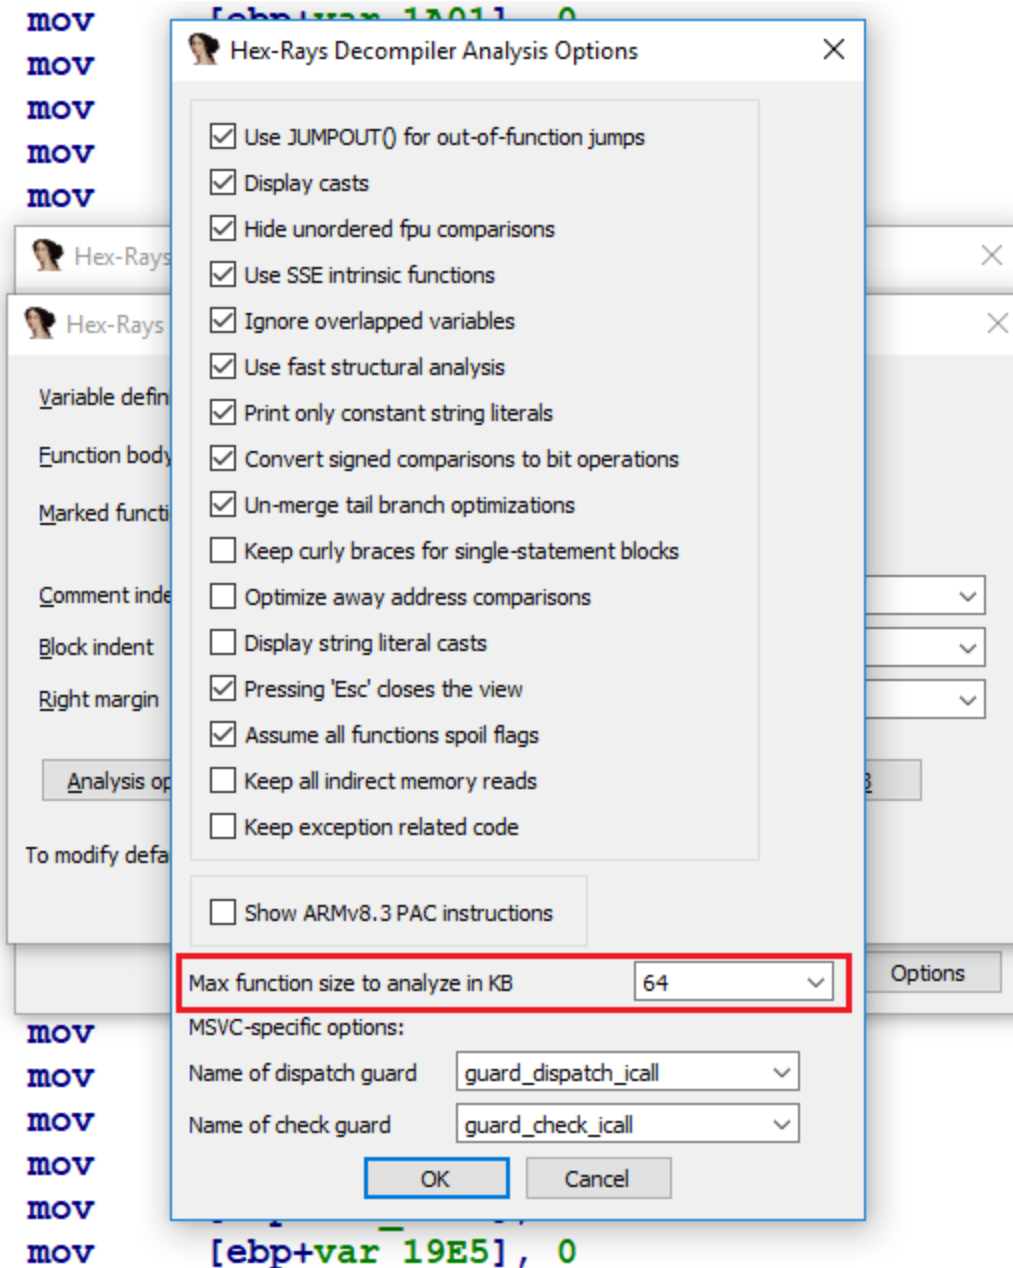 mov [ebp+var_1A01], 0
mov
Hex-Rays Decompiler Analysis Options
mov
mov
Use JUMPOUT() for out-of-function jumps
mov
Display casts
Hide unordered fpu comparisons
Hex-Rays
Use SSE intrinsic functions
Ignore overlapped variables
Hex-Rays
Use fast structural analysis
Variable defin
Print only constant string literals
Function body
Convert signed comparisons to bit operations
Marked functi
Un-merge tail branch optimizations
Keep curly braces for single-statement blocks
Comment inde
Optimize away address comparisons
Block indent
Display string literal casts
Right margin
Pressing 'Esc' closes the view
Assume all functions spoil flags
Analysis op
Keep all indirect memory reads
3
Keep exception related code
To modify defa
Show ARMv8.3 PAC instructions
Max function size to analyze in KB 64
Options
MSVC-specific options:
mov
Name of dispatch guard guard_dispatch_icall
mov
Name of check guard guard_check_icall
mov
mov
OK Cancel
mov
mov [ebp+var_19E5], 0